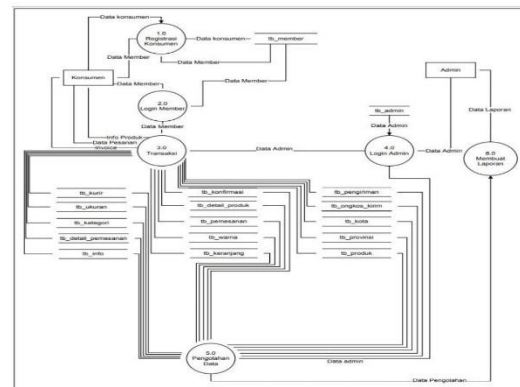 Data konsumen
1.0
Registrasi
Konsumen
Data konsumen
tb_member
Data Member
Data Member
Konsumen
Data Member
Data Member
2.0
Login Member
Data Member
Info Produk
Data Pesanan
Invoice
3.0
Transaksi
Data Admin
Admin
tb_admin
Data Admin
4.0
Login Admin
Data Admin
Data Laporan
6.0
Membuat
Laporan
tb_kurir
tb_ukuran
tb_kategori
tb_detail_pemesanan
tb_info
tb_konfirmasi
tb_detail_produk
tb_pemesanan
tb_warna
tb_keranjang
tb_pengiriman
tb_ongkos_kirim
tb_kota
tb_provinsi
tb_produk
5.0
Pengolahan
Data
Data admin
Data Pengolahan